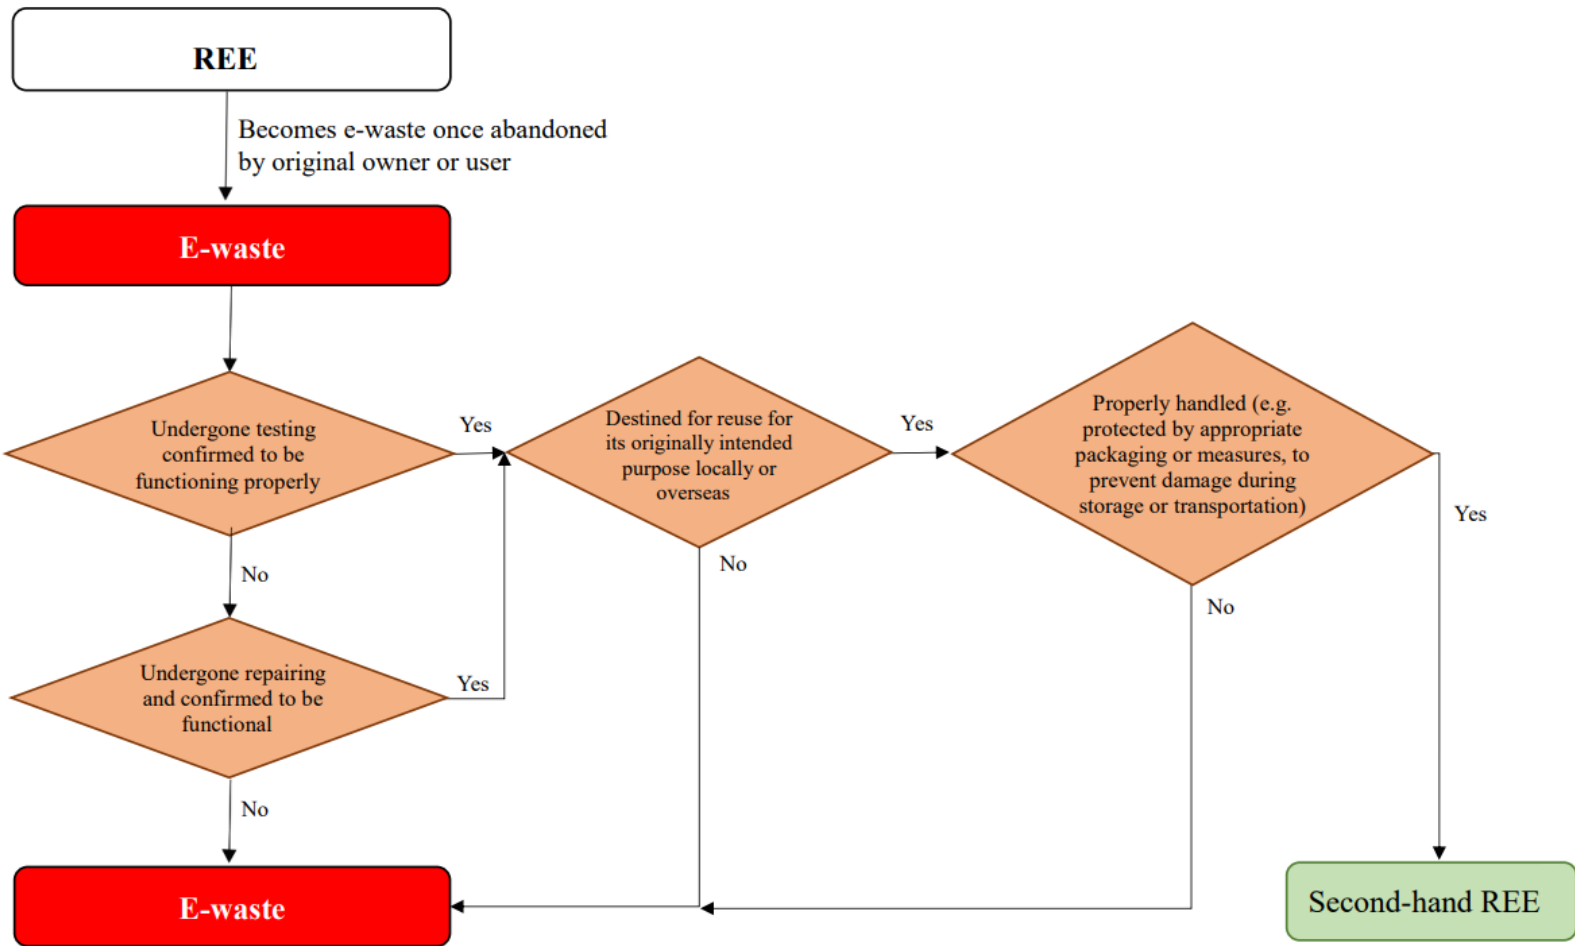 REE
Becomes e-waste once abandoned
by original owner or user
E-waste
Undergone testing
confirmed to be
functioning properly
Yes
Destined for reuse for
its originally intended
purpose locally or
overseas
Yes
Properly handled (e.g.
protected by appropriate
packaging or measures, to
prevent damage during
storage or transportation)
Yes
No
No
No
Undergone repairing
and confirmed to be
functional
Yes
No
E-waste
Second-hand REE